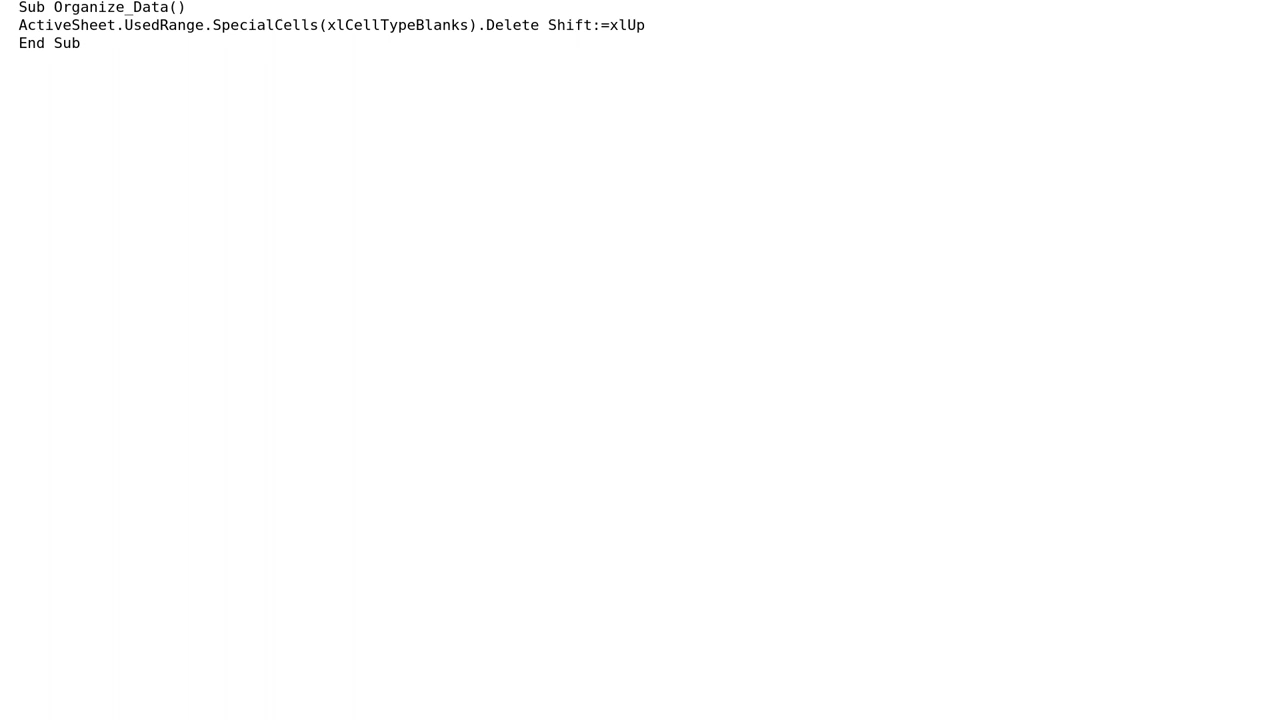 Sub Organize_Data()
ActiveSheet.UsedRange.SpecialCells(xlCellTypeBlanks).Delete Shift:=xlUp
End Sub